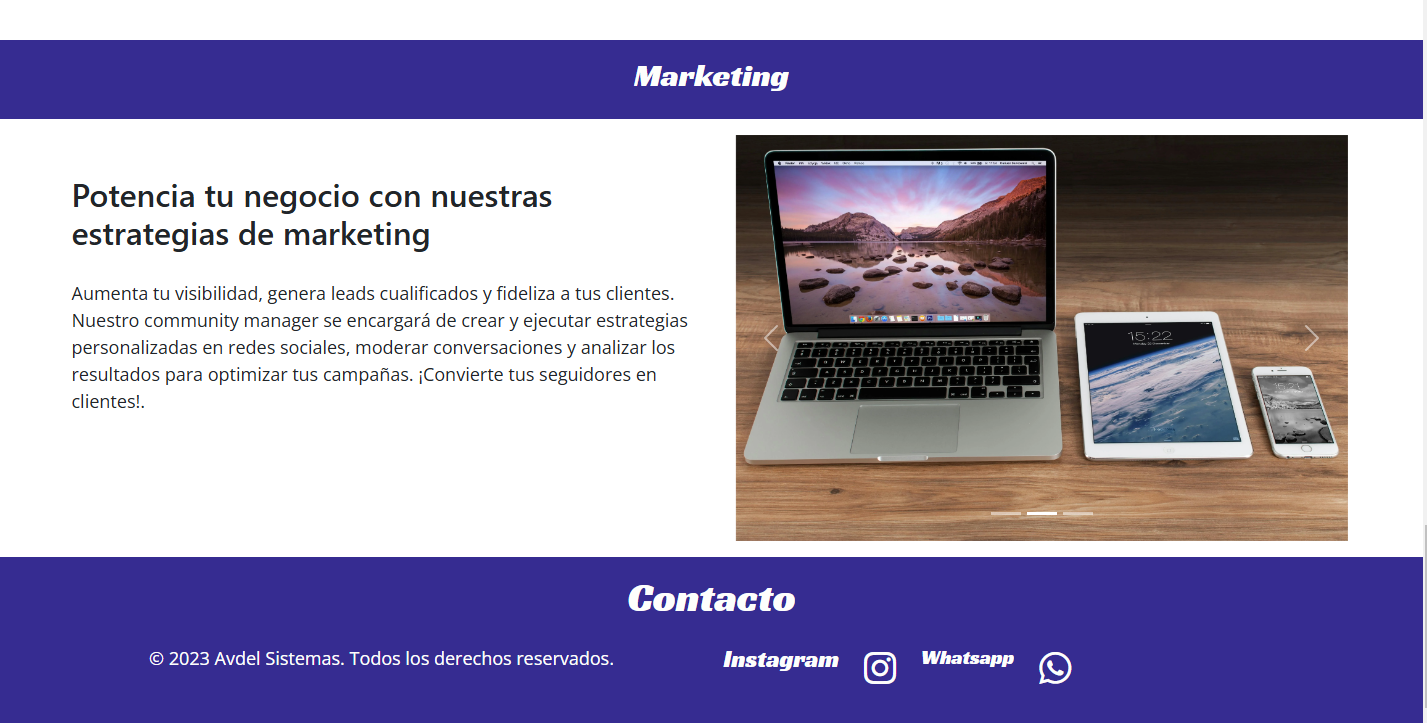 Marketing
Potencia tu negocio con nuestras
estrategias de marketing
Aumenta tu visibilidad, genera leads cualificados y fideliza a tus clientes.
Nuestro community manager se encargará de crear y ejecutar estrategias
personalizadas en redes sociales, moderar conversaciones y analizar los
resultados para optimizar tus campañas. ¡Convierte tus seguidores en
clientes!.
15:22
15:21
Contacto
© 2023 Avdel Sistemas. Todos los derechos reservados.
Instagram
Whatsapp